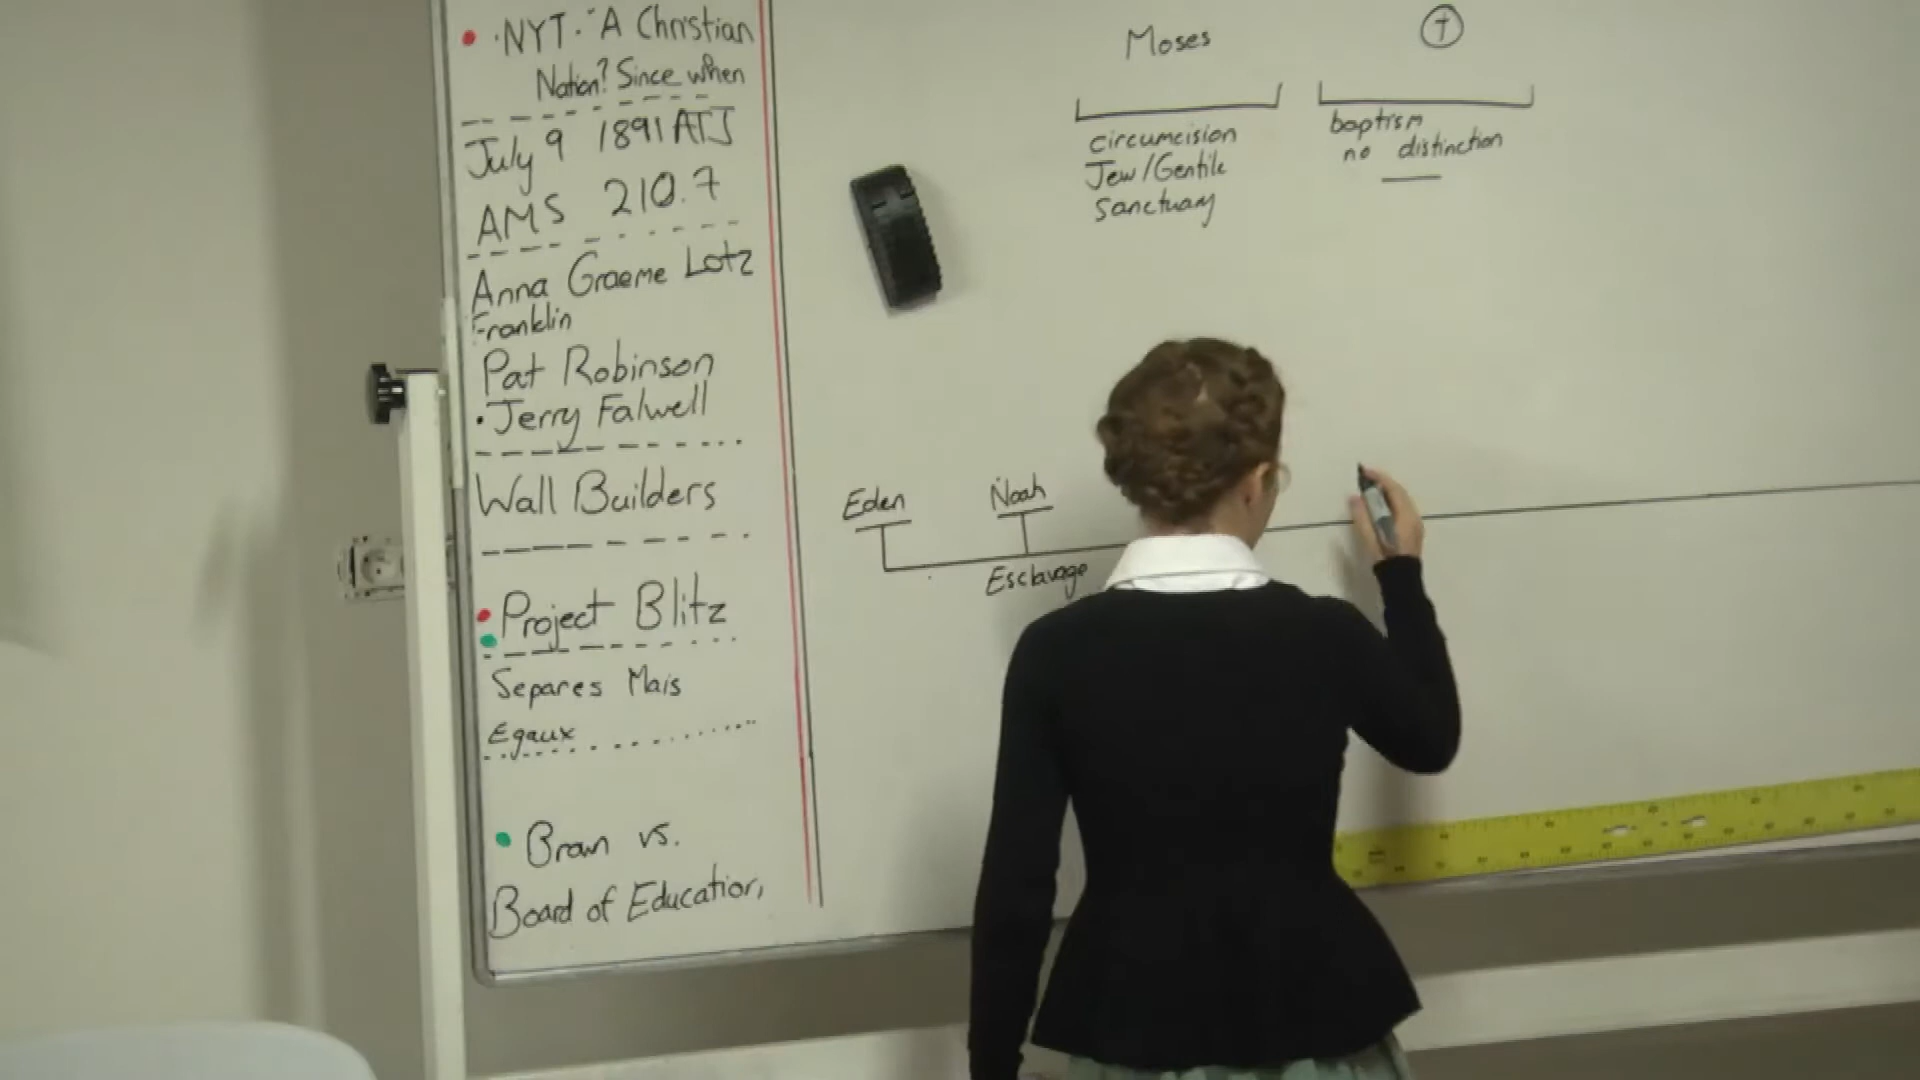 · NYT. "A Christian
Nation? Since when
July 9 1891 ATJ
AMS 210.7
Anna Graeme Lotz
Franklin
Pat Robinson
• Jerry Falwell
Wall Builders
Project Blitz
Separes Mais
Egaux
Brown vs.
Board of Education,
Moses
circumcision
Jew/Gentile
Sanctuary
baptism
no distinction
Eden
Noah
Esclavage